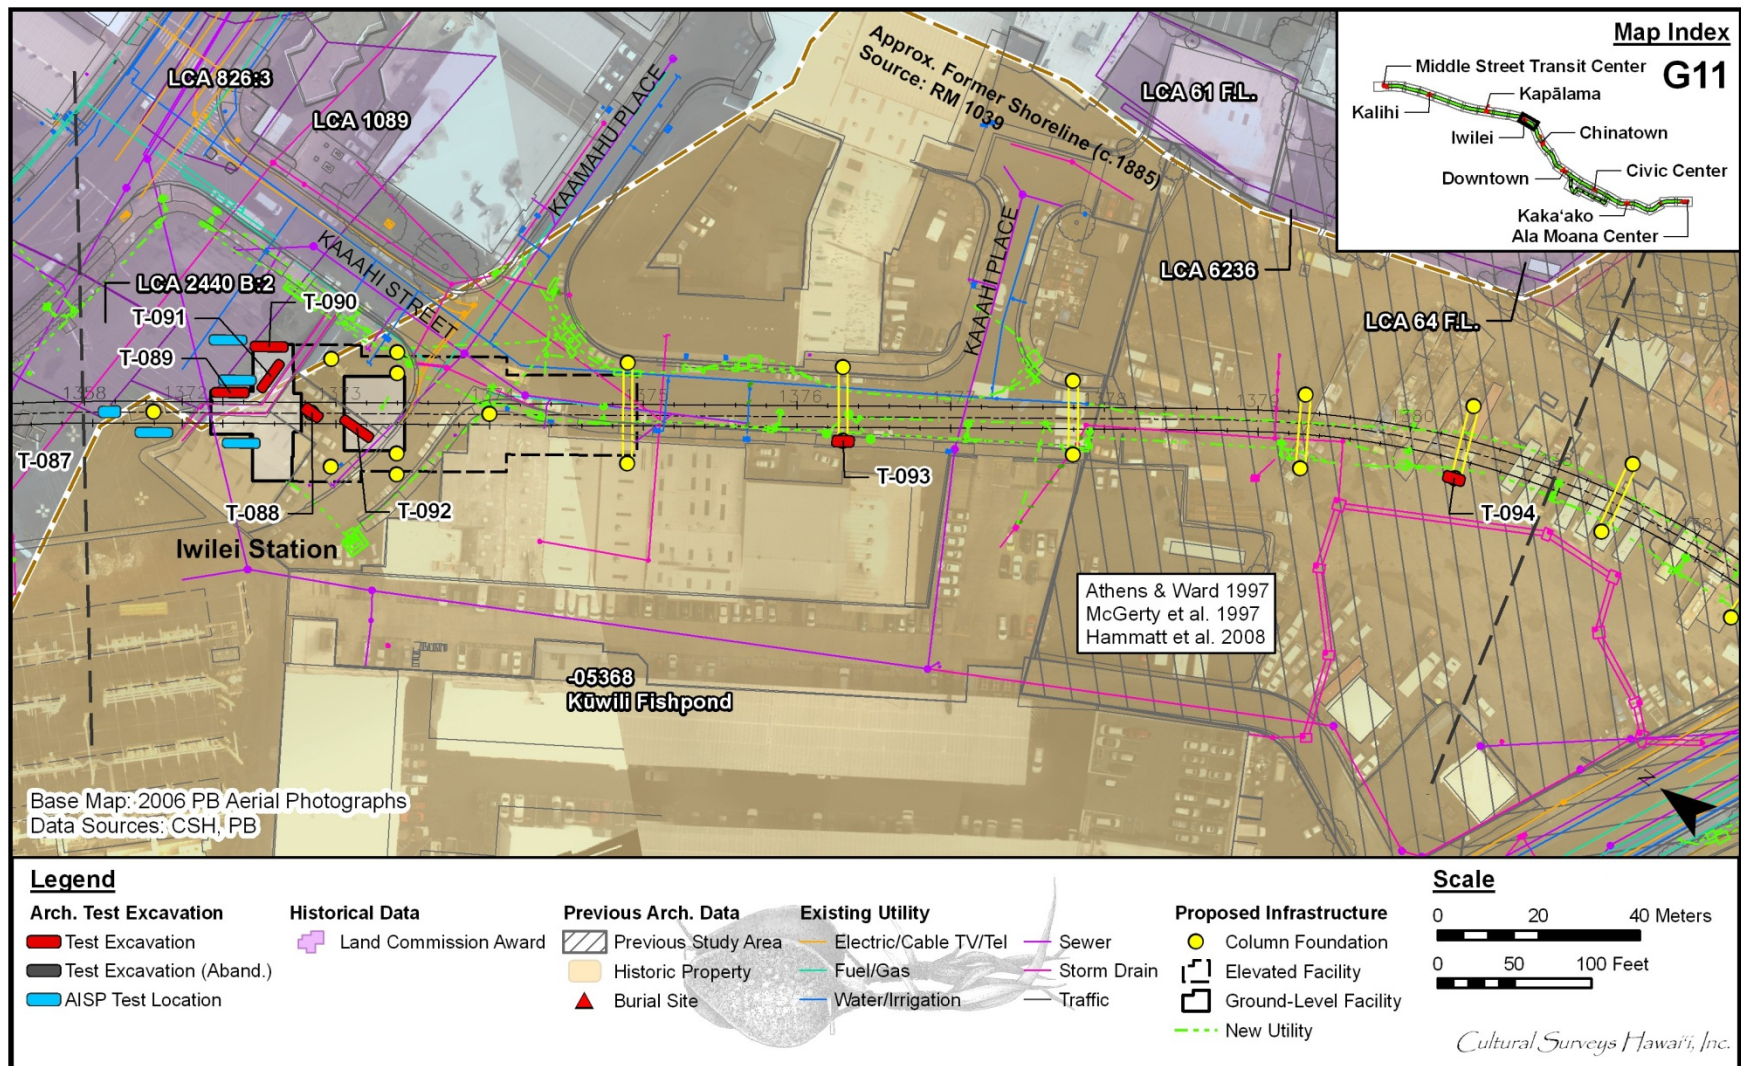 Map Index
G11
Middle Street Transit Center
Kapālama
Kalihi
Iwilei
Chinatown
Downtown
Civic Center
Kaka‘ako
Ala Moana Center
LCA 826:3
LCA 1089
KAAMAHU PLACE
Approx. Former Shoreline (c.1885)
Source: RM 1039
LCA 61 F.L.
LCA 2440 B:2
KAAAHI STREET
KAAAHI PLACE
LCA 6236
LCA 64 F.L.
T-090
T-091
T-089
1368
1372
1373
1376
1378
1380
1382
T-087
T-088
T-092
T-093
T-094
Iwilei Station
Athens & Ward 1997
McGerty et al. 1997
Hammatt et al. 2008
-05368
Kūwili Fishpond
Base Map: 2006 PB Aerial Photographs
Data Sources: CSH, PB
N
Legend
Arch. Test Excavation
Test Excavation
Test Excavation (Aband.)
AISP Test Location
Historical Data
Land Commission Award
Previous Arch. Data
Previous Study Area
Historic Property
Burial Site
Existing Utility
Electric/Cable TV/Tel
Fuel/Gas
Water/Irrigation
Sewer
Storm Drain
Traffic
Proposed Infrastructure
Column Foundation
Elevated Facility
Ground-Level Facility
New Utility
Scale
0 20 40 Meters
0 50 100 Feet
Cultural Surveys Hawai‘i, Inc.